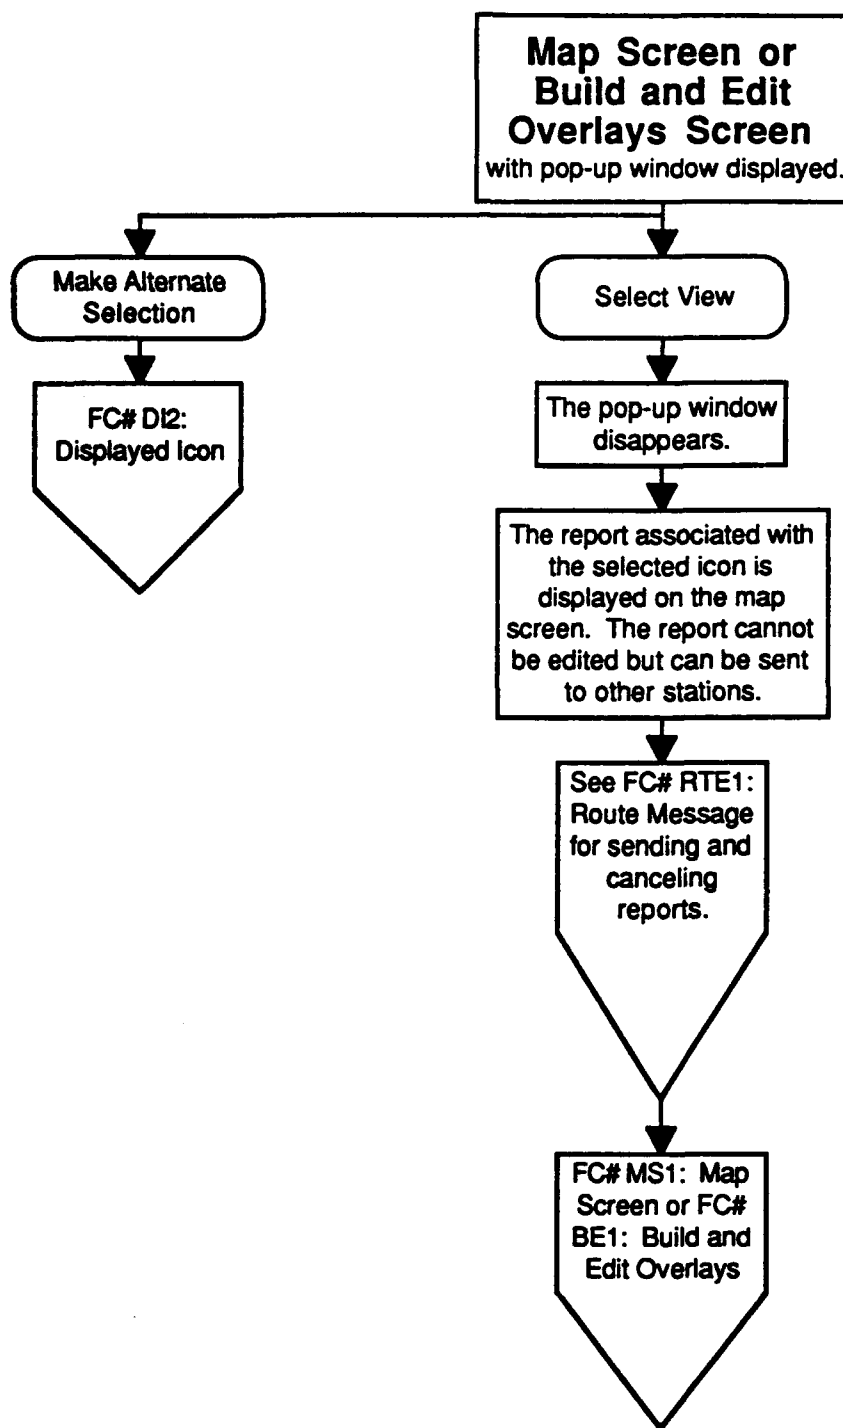 Map Screen or
Build and Edit
Overlays Screen
with pop-up window displayed.
Make Alternate
Selection
Select View
FC# DI2:
Displayed Icon
The pop-up window
disappears.
The report associated with
the selected icon is
displayed on the map
screen. The report cannot
be edited but can be sent
to other stations.
See FC# RTE1:
Route Message
for sending and
canceling
reports.
FC# MS1: Map
Screen or FC#
BE1: Build and
Edit Overlays